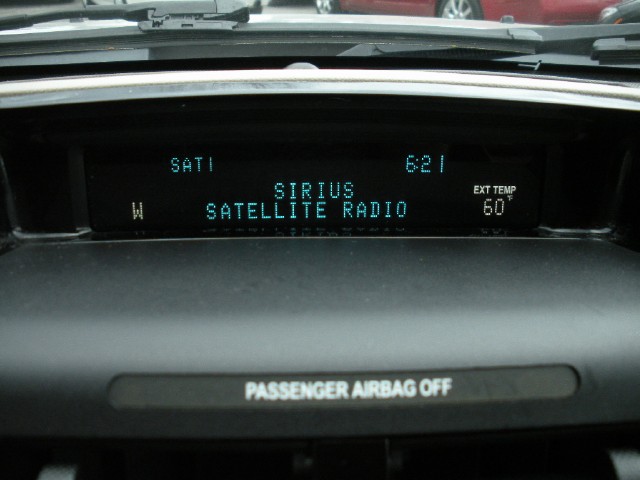 SAT1 6:21
SIRIUS
EXT TEMP
W SATELLITE RADIO 60°F
PASSENGER AIRBAG OFF